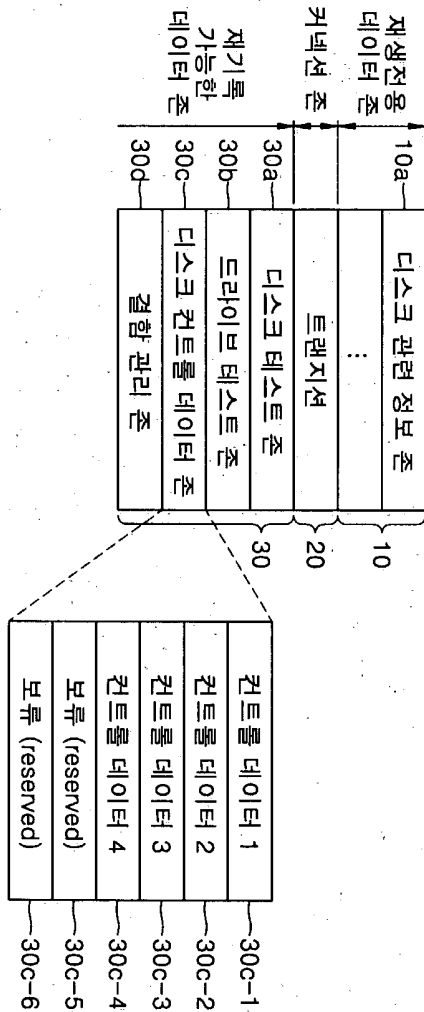 재생전용
데이터 존
커넥션 존
재기록
가능한
데이터 존
10a
30a
30b
30c
30d
디스크 관련 정보 존
⋮
트랜지션
디스크 테스트 존
드라이브 테스트 존
디스크 컨트롤 데이터 존
결함 관리 존
10
20
30
컨트롤 데이터 1
컨트롤 데이터 2
컨트롤 데이터 3
컨트롤 데이터 4
보류 (reserved)
보류 (reserved)
30c-1
30c-2
30c-3
30c-4
30c-5
30c-6